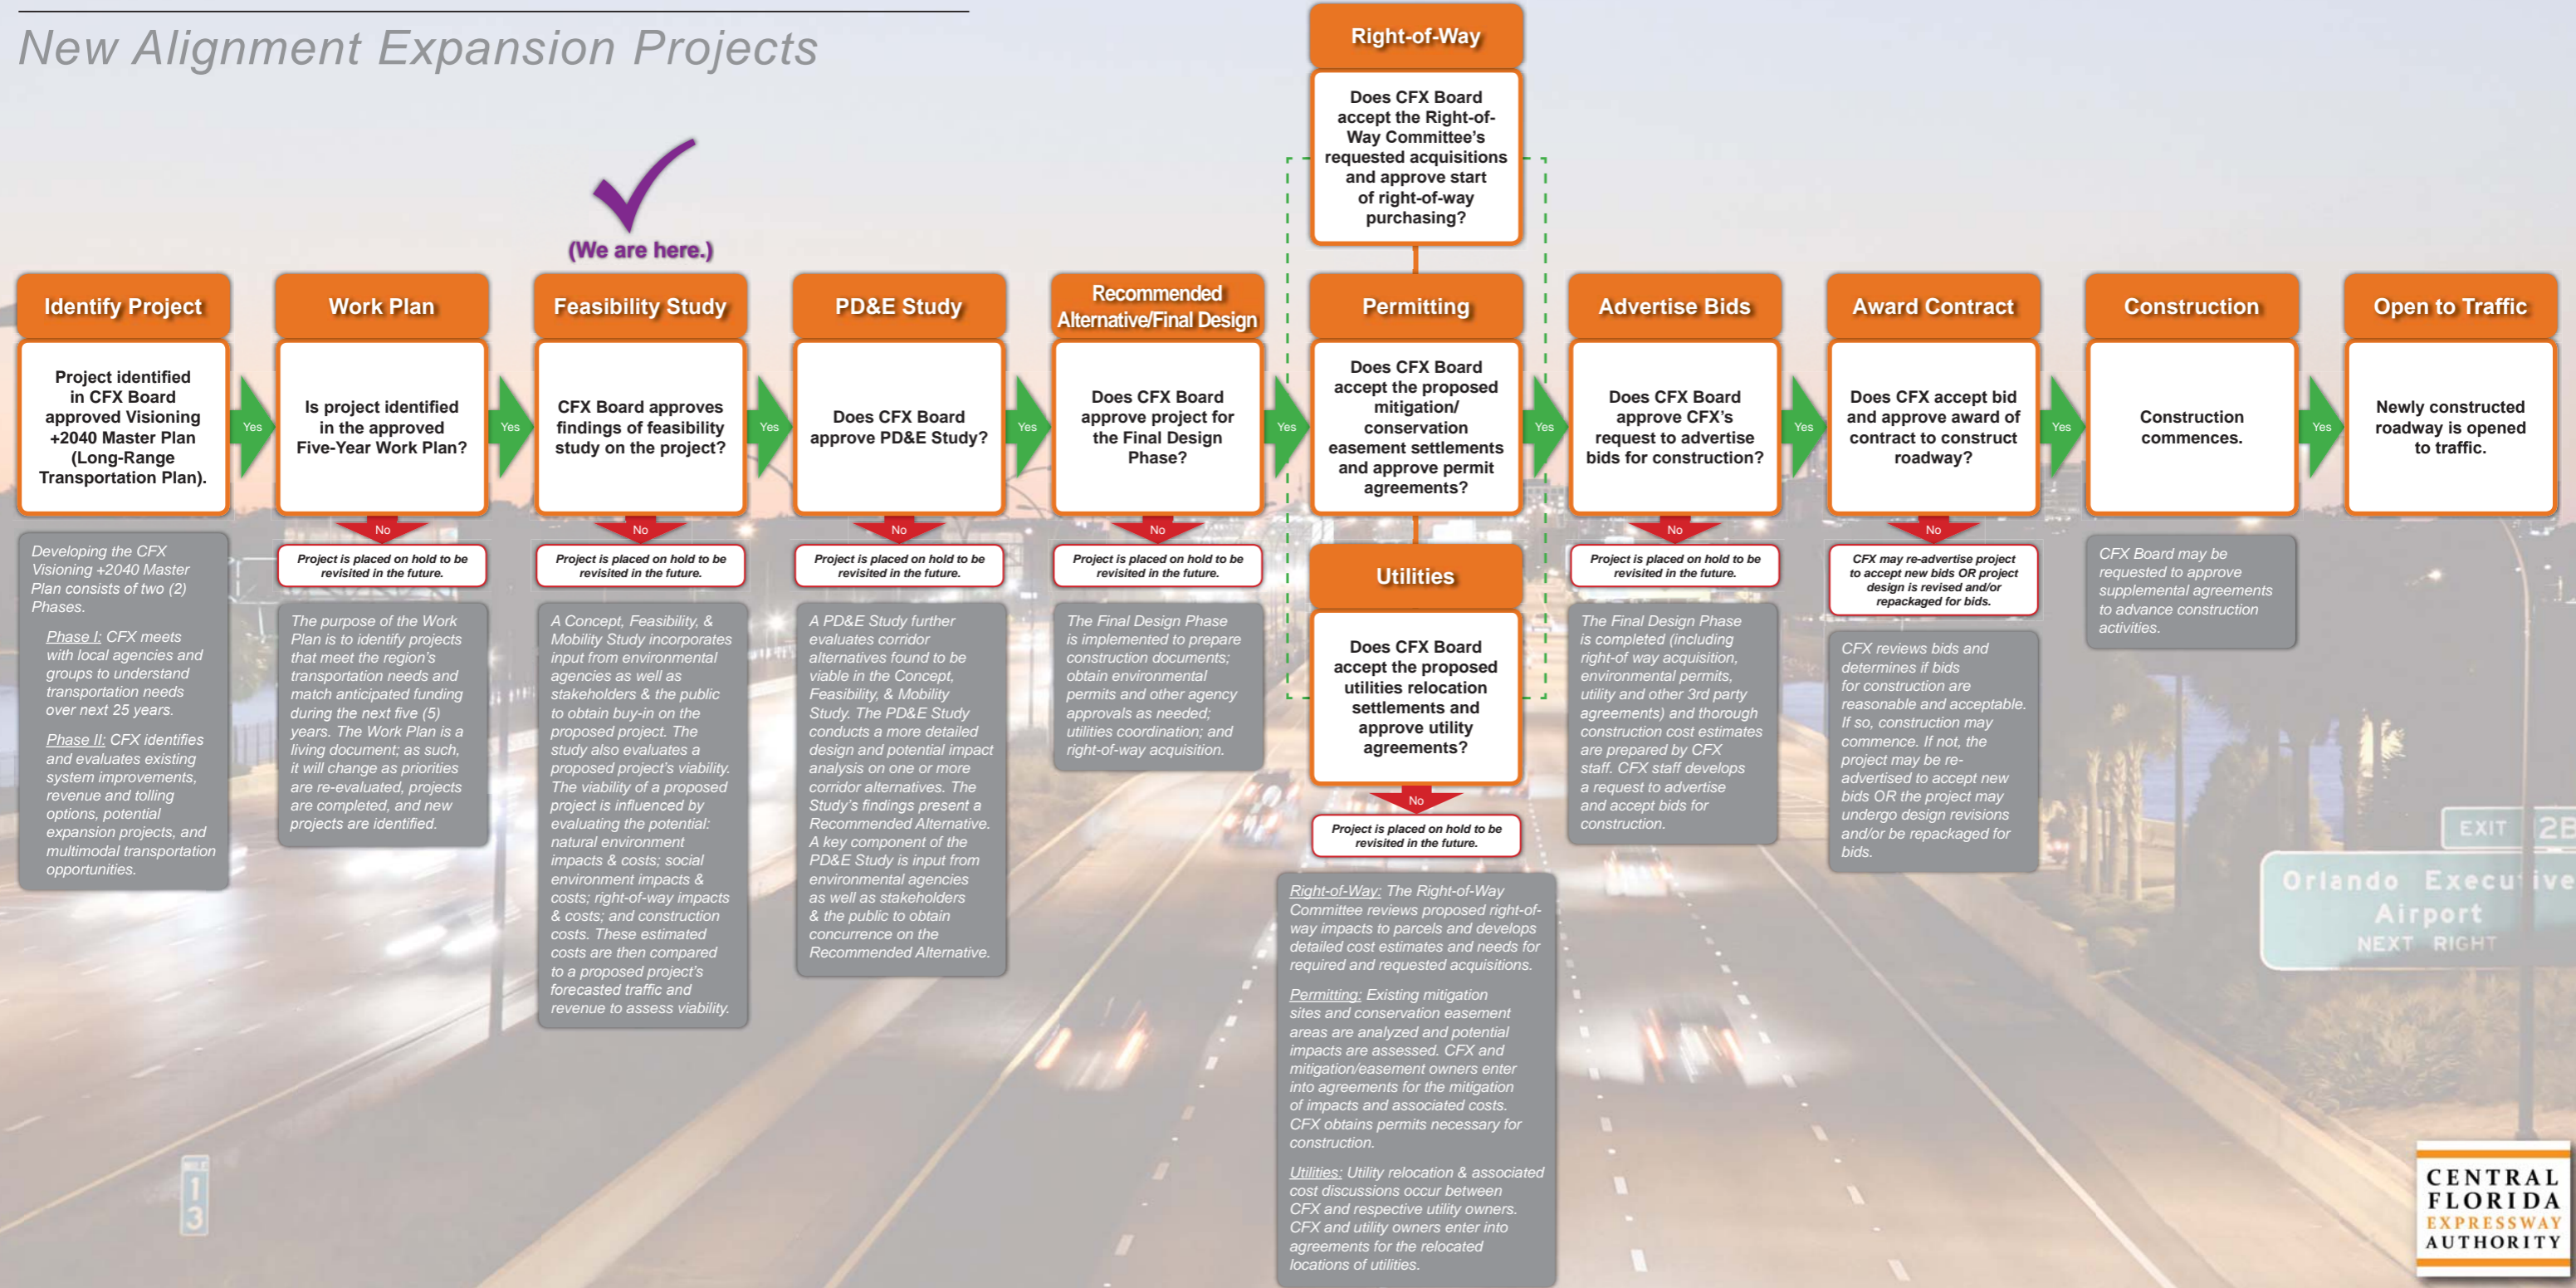 New Alignment Expansion Projects
(We are here.)
Identify Project
Project identified
in CFX Board
approved Visioning
+2040 Master Plan
(Long-Range
Transportation Plan).
Developing the CFX
Visioning +2040 Master
Plan consists of two (2)
Phases.
Phase I: CFX meets
with local agencies and
groups to understand
transportation needs
over next 25 years.
Phase II: CFX identifies
and evaluates existing
system improvements,
revenue and tolling
options, potential
expansion projects, and
multimodal transportation
opportunities.
Yes
Work Plan
Is project identified
in the approved
Five-Year Work Plan?
No
Project is placed on hold to be
revisited in the future.
The purpose of the Work
Plan is to identify projects
that meet the region's
transportation needs and
match anticipated funding
during the next five (5)
years. The Work Plan is a
living document; as such,
it will change as priorities
are re-evaluated, projects
are completed, and new
projects are identified.
Yes
Feasibility Study
CFX Board approves
findings of feasibility
study on the project?
No
Project is placed on hold to be
revisited in the future.
A Concept, Feasibility, &
Mobility Study incorporates
input from environmental
agencies as well as
stakeholders & the public
to obtain buy-in on the
proposed project. The
study also evaluates a
proposed project's viability.
The viability of a proposed
project is influenced by
evaluating the potential:
natural environment
impacts & costs; social
environment impacts &
costs; right-of-way impacts
& costs; and construction
costs. These estimated
costs are then compared
to a proposed project's
forecasted traffic and
revenue to assess viability.
Yes
PD&E Study
Does CFX Board
approve PD&E Study?
No
Project is placed on hold to be
revisited in the future.
A PD&E Study further
evaluates corridor
alternatives found to be
viable in the Concept,
Feasibility, & Mobility
Study. The PD&E Study
conducts a more detailed
design and potential impact
analysis on one or more
corridor alternatives. The
Study's findings present a
Recommended Alternative.
A key component of the
PD&E Study is input from
environmental agencies
as well as stakeholders
& the public to obtain
concurrence on the
Recommended Alternative.
Yes
Recommended
Alternative/Final Design
Does CFX Board
approve project for
the Final Design
Phase?
No
Project is placed on hold to be
revisited in the future.
The Final Design Phase
is implemented to prepare
construction documents;
obtain environmental
permits and other agency
approvals as needed;
utilities coordination; and
right-of-way acquisition.
Yes
Right-of-Way
Does CFX Board
accept the Right-of-
Way Committee's
requested acquisitions
and approve start
of right-of-way
purchasing?
Permitting
Does CFX Board
accept the proposed
mitigation/
conservation
easement settlements
and approve permit
agreements?
Utilities
Does CFX Board
accept the proposed
utilities relocation
settlements and
approve utility
agreements?
No
Project is placed on hold to be
revisited in the future.
Right-of-Way: The Right-of-Way
Committee reviews proposed right-of-
way impacts to parcels and develops
detailed cost estimates and needs for
required and requested acquisitions.
Permitting: Existing mitigation
sites and conservation easement
areas are analyzed and potential
impacts are assessed. CFX and
mitigation/easement owners enter
into agreements for the mitigation
of impacts and associated costs.
CFX obtains permits necessary for
construction.
Utilities: Utility relocation & associated
cost discussions occur between
CFX and respective utility owners.
CFX and utility owners enter into
agreements for the relocated
locations of utilities.
Yes
Advertise Bids
Does CFX Board
approve CFX's
request to advertise
bids for construction?
No
Project is placed on hold to be
revisited in the future.
The Final Design Phase
is completed (including
right-of way acquisition,
environmental permits,
utility and other 3rd party
agreements) and thorough
construction cost estimates
are prepared by CFX
staff. CFX staff develops
a request to advertise
and accept bids for
construction.
Yes
Award Contract
Does CFX accept bid
and approve award of
contract to construct
roadway?
No
CFX may re-advertise project
to accept new bids OR project
design is revised and/or
repackaged for bids.
CFX reviews bids and
determines if bids
for construction are
reasonable and acceptable.
If so, construction may
commence. If not, the
project may be re-
advertised to accept new
bids OR the project may
undergo design revisions
and/or be repackaged for
bids.
Yes
Construction
Construction
commences.
CFX Board may be
requested to approve
supplemental agreements
to advance construction
activities.
Yes
Open to Traffic
Newly constructed
roadway is opened
to traffic.
EXIT 2B
Orlando Executive
Airport
NEXT RIGHT
13
CENTRAL
FLORIDA
EXPRESSWAY
AUTHORITY